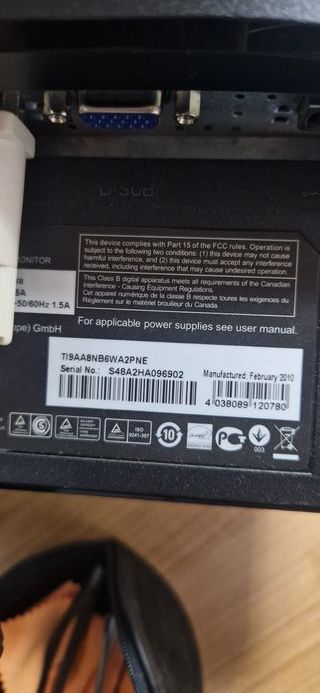 D-SUB
MONITOR
This device complies with Part 15 of the FCC rules. Operation is
subject to the following two conditions: (1) this device may not cause
harmful interference, and (2) this device must accept any interference
received, including interference that may cause undesired operation.
This Class B digital apparatus meets all requirements of the Canadian
Interference - Causing Equipment Regulations.
Cet appareil numérique de la classe B respecte toutes les exigences du
Règlement sur le matériel brouilleur du Canada.
50/60Hz 1.5A
GmbH
For applicable power supplies see user manual.
TI9AA8NB6WA2PNE
Serial No.: S48A2HA096902
Manufactured: February 2010
4 038089 120780
ISO
9241-307
10
003